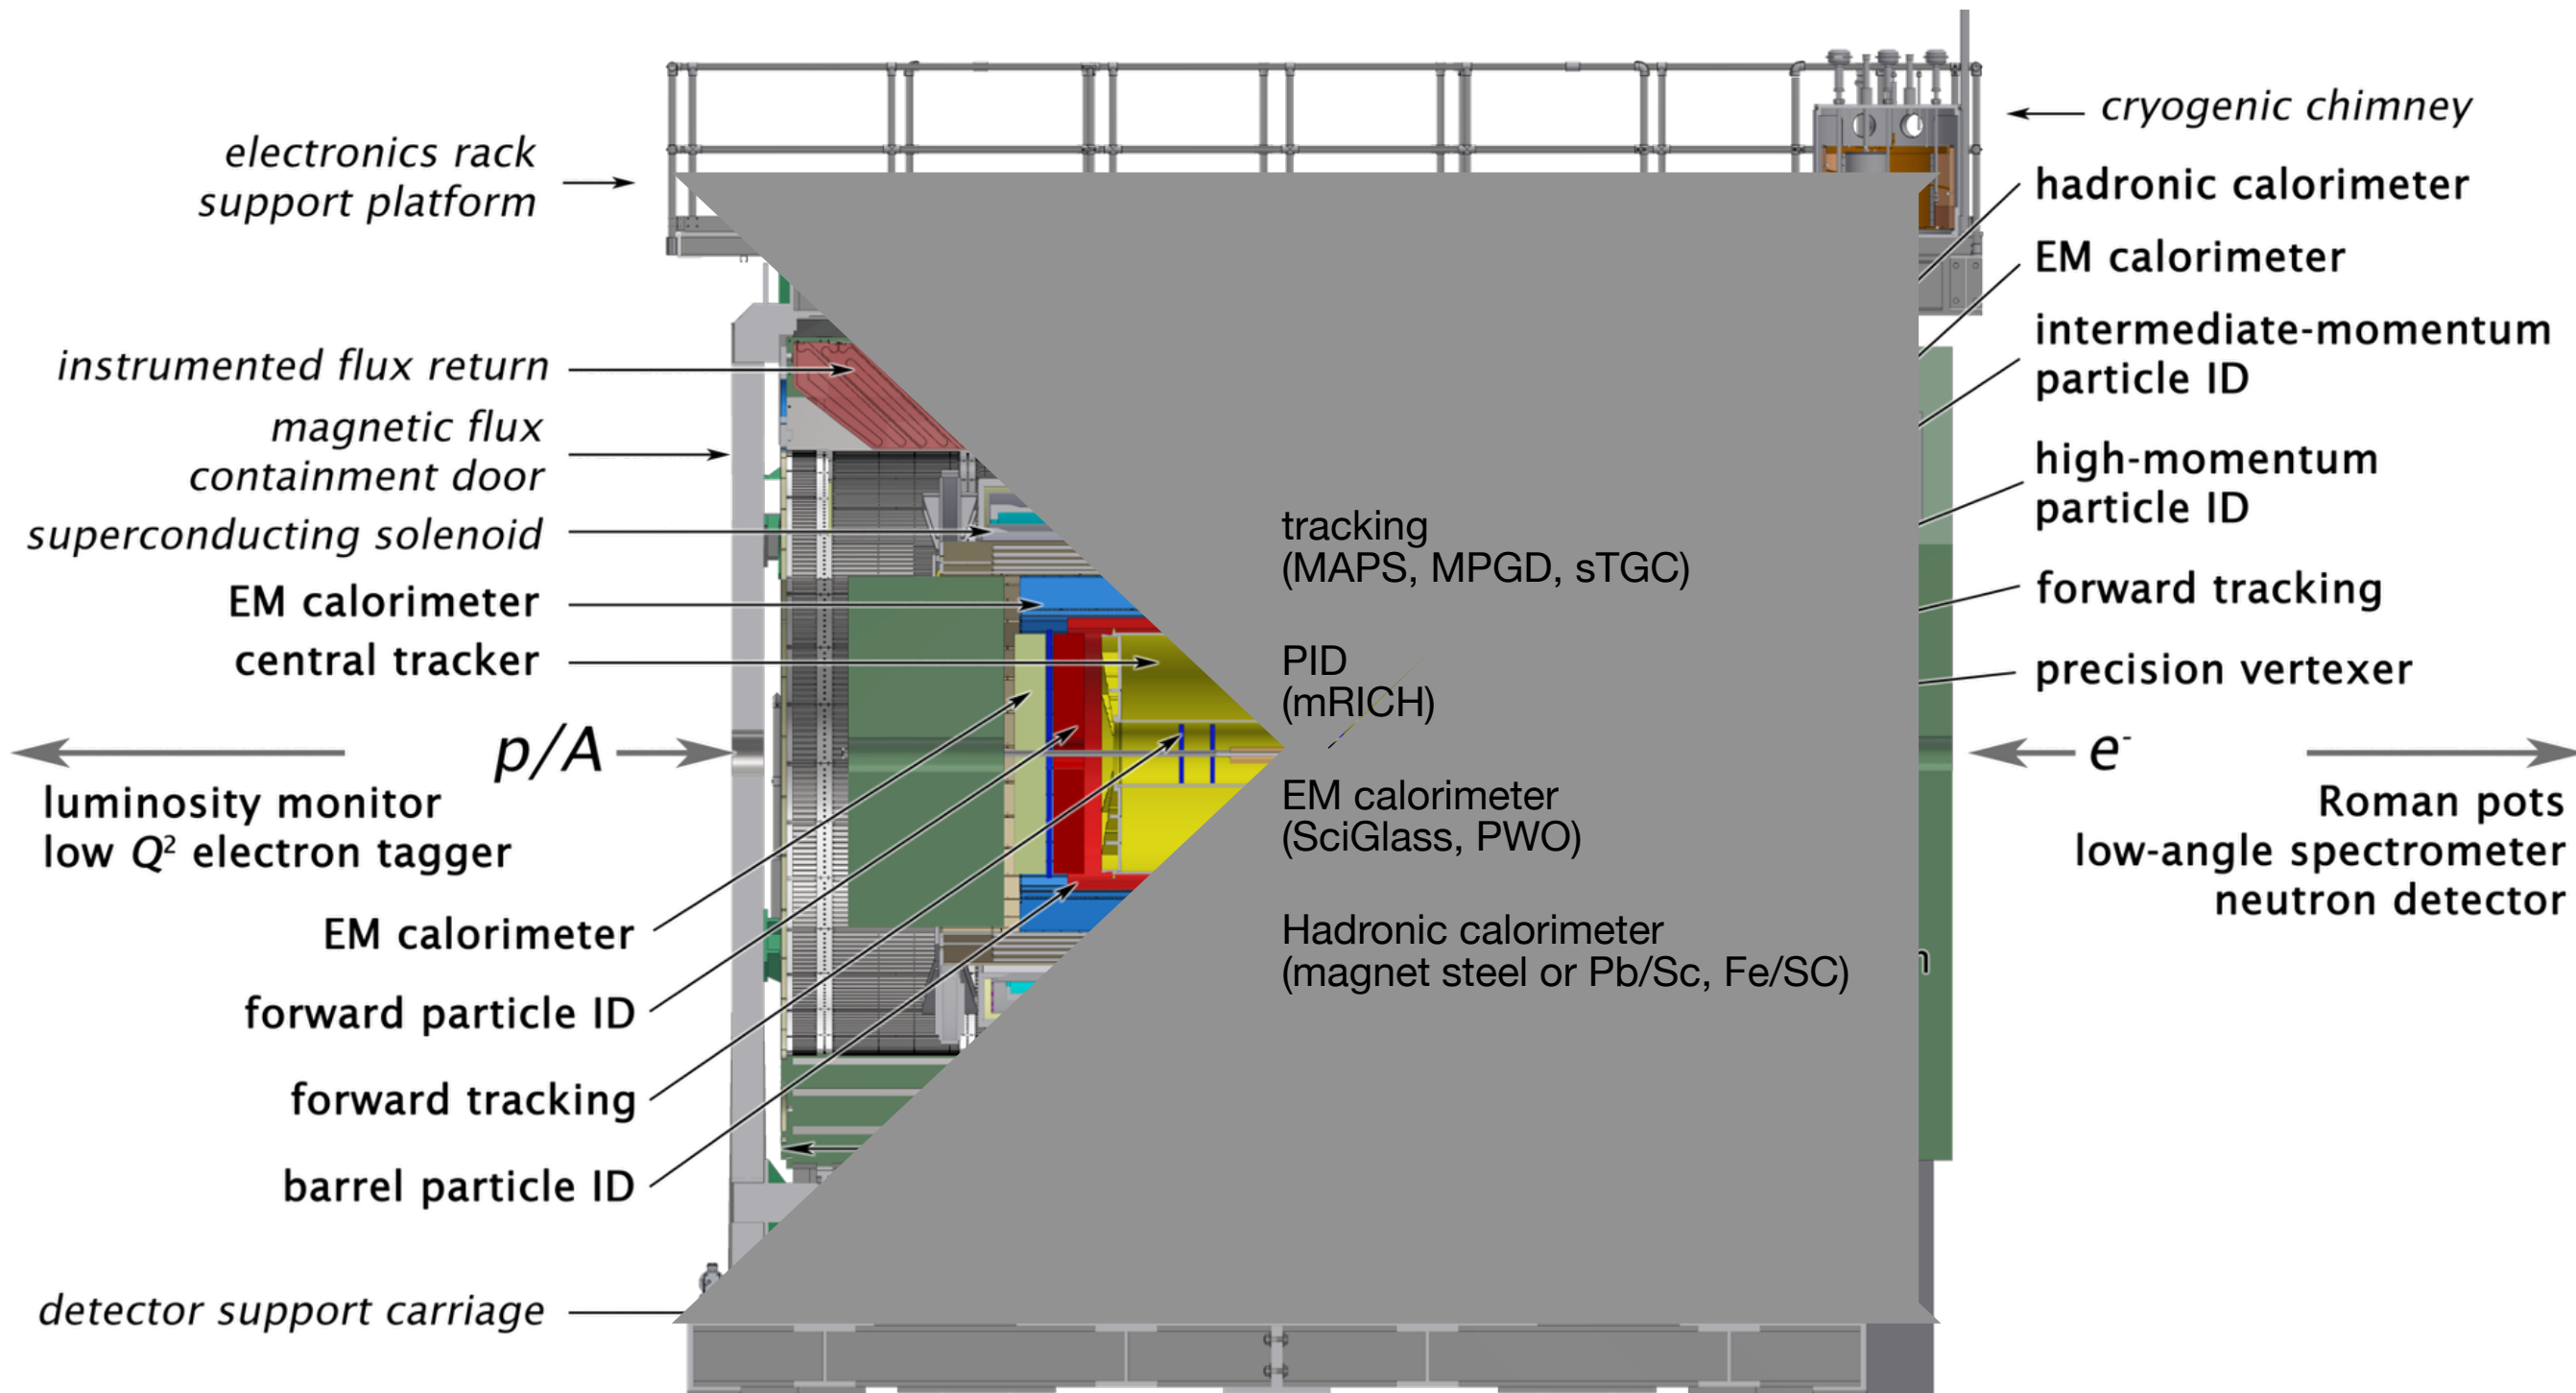 cryogenic chimney
electronics rack
support platform
hadronic calorimeter
EM calorimeter
intermediate-momentum
particle ID
instrumented flux return
magnetic flux
containment door
high-momentum
particle ID
superconducting solenoid
tracking
(MAPS, MPGD, sTGC)
EM calorimeter
forward tracking
central tracker
PID
(mRICH)
precision vertexer
p/A
e-
luminosity monitor
low Q² electron tagger
EM calorimeter
(SciGlass, PWO)
Roman pots
low-angle spectrometer
neutron detector
EM calorimeter
Hadronic calorimeter
(magnet steel or Pb/Sc, Fe/SC)
forward particle ID
forward tracking
barrel particle ID
detector support carriage